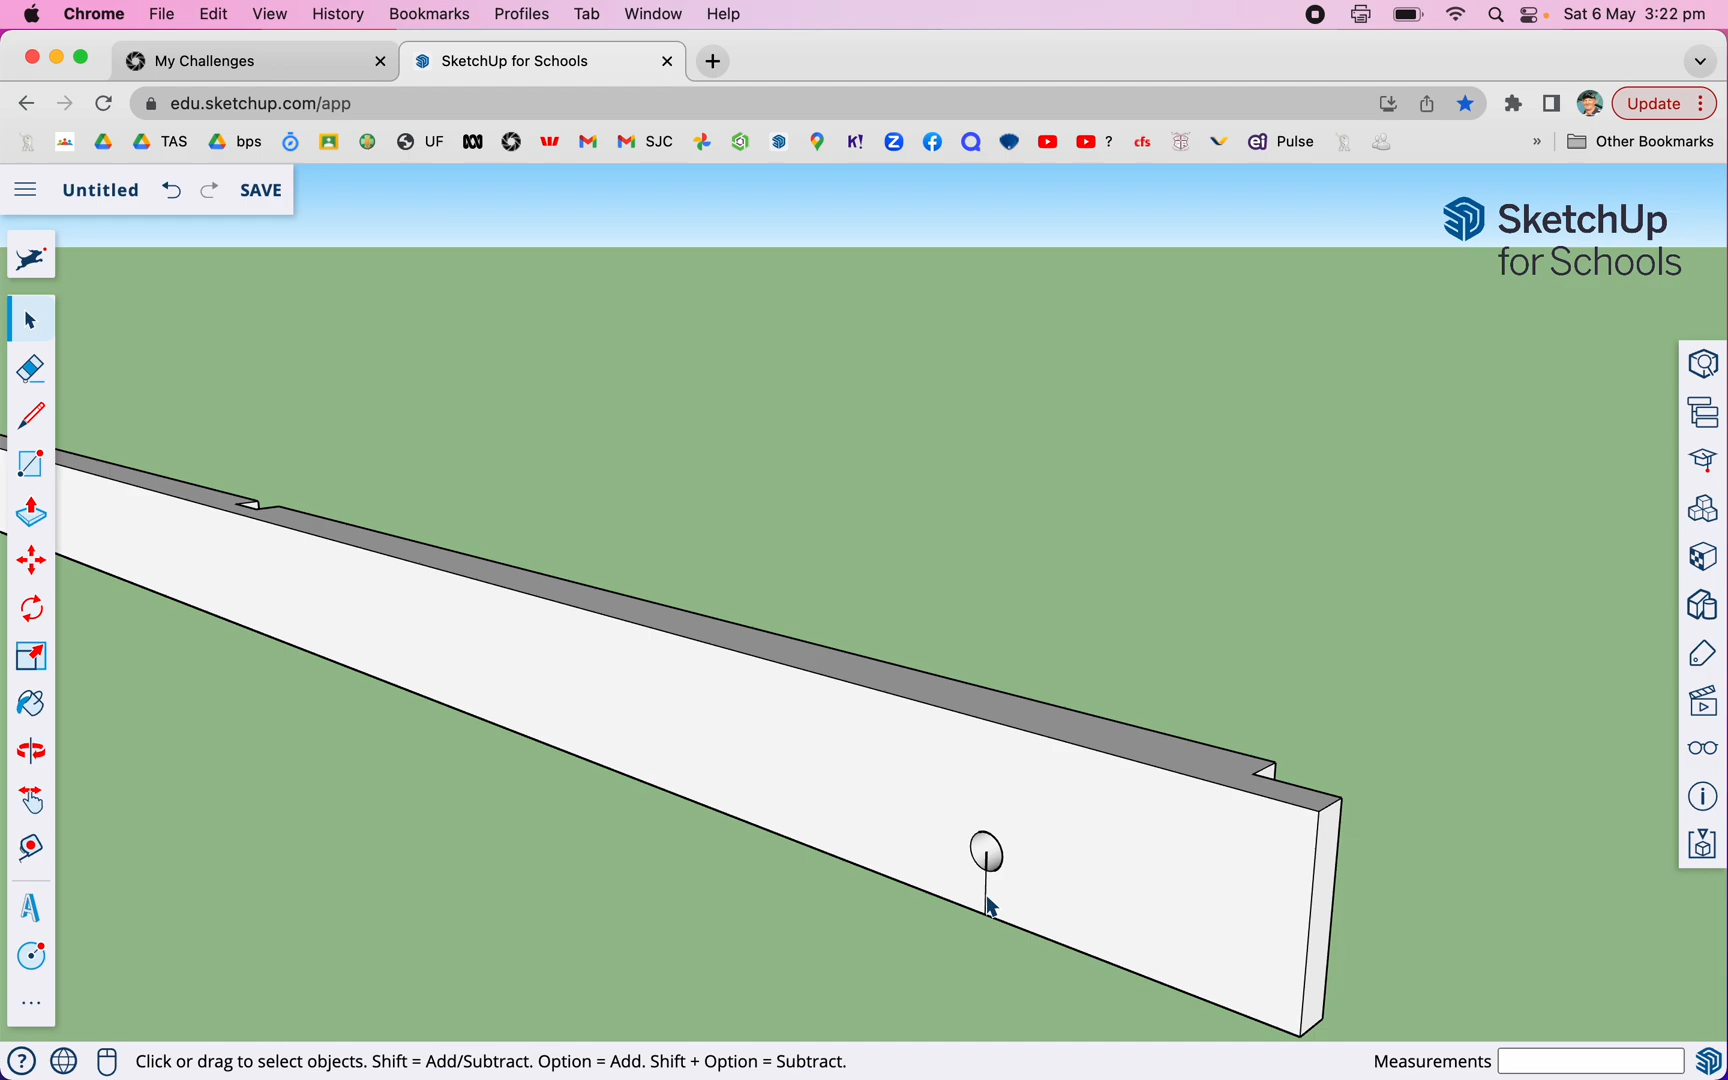 Chrome File Edit View History Bookmarks Profiles Tab Window Help Sat 6 May 3:22 pm
My Challenges SketchUp for Schools
edu.sketchup.com/app Update
TAS bps UF SJC K! Z ? cfs ei Pulse » Other Bookmarks
Untitled SAVE
SketchUp
for Schools
Click or drag to select objects. Shift = Add/Subtract. Option = Add. Shift + Option = Subtract. Measurements